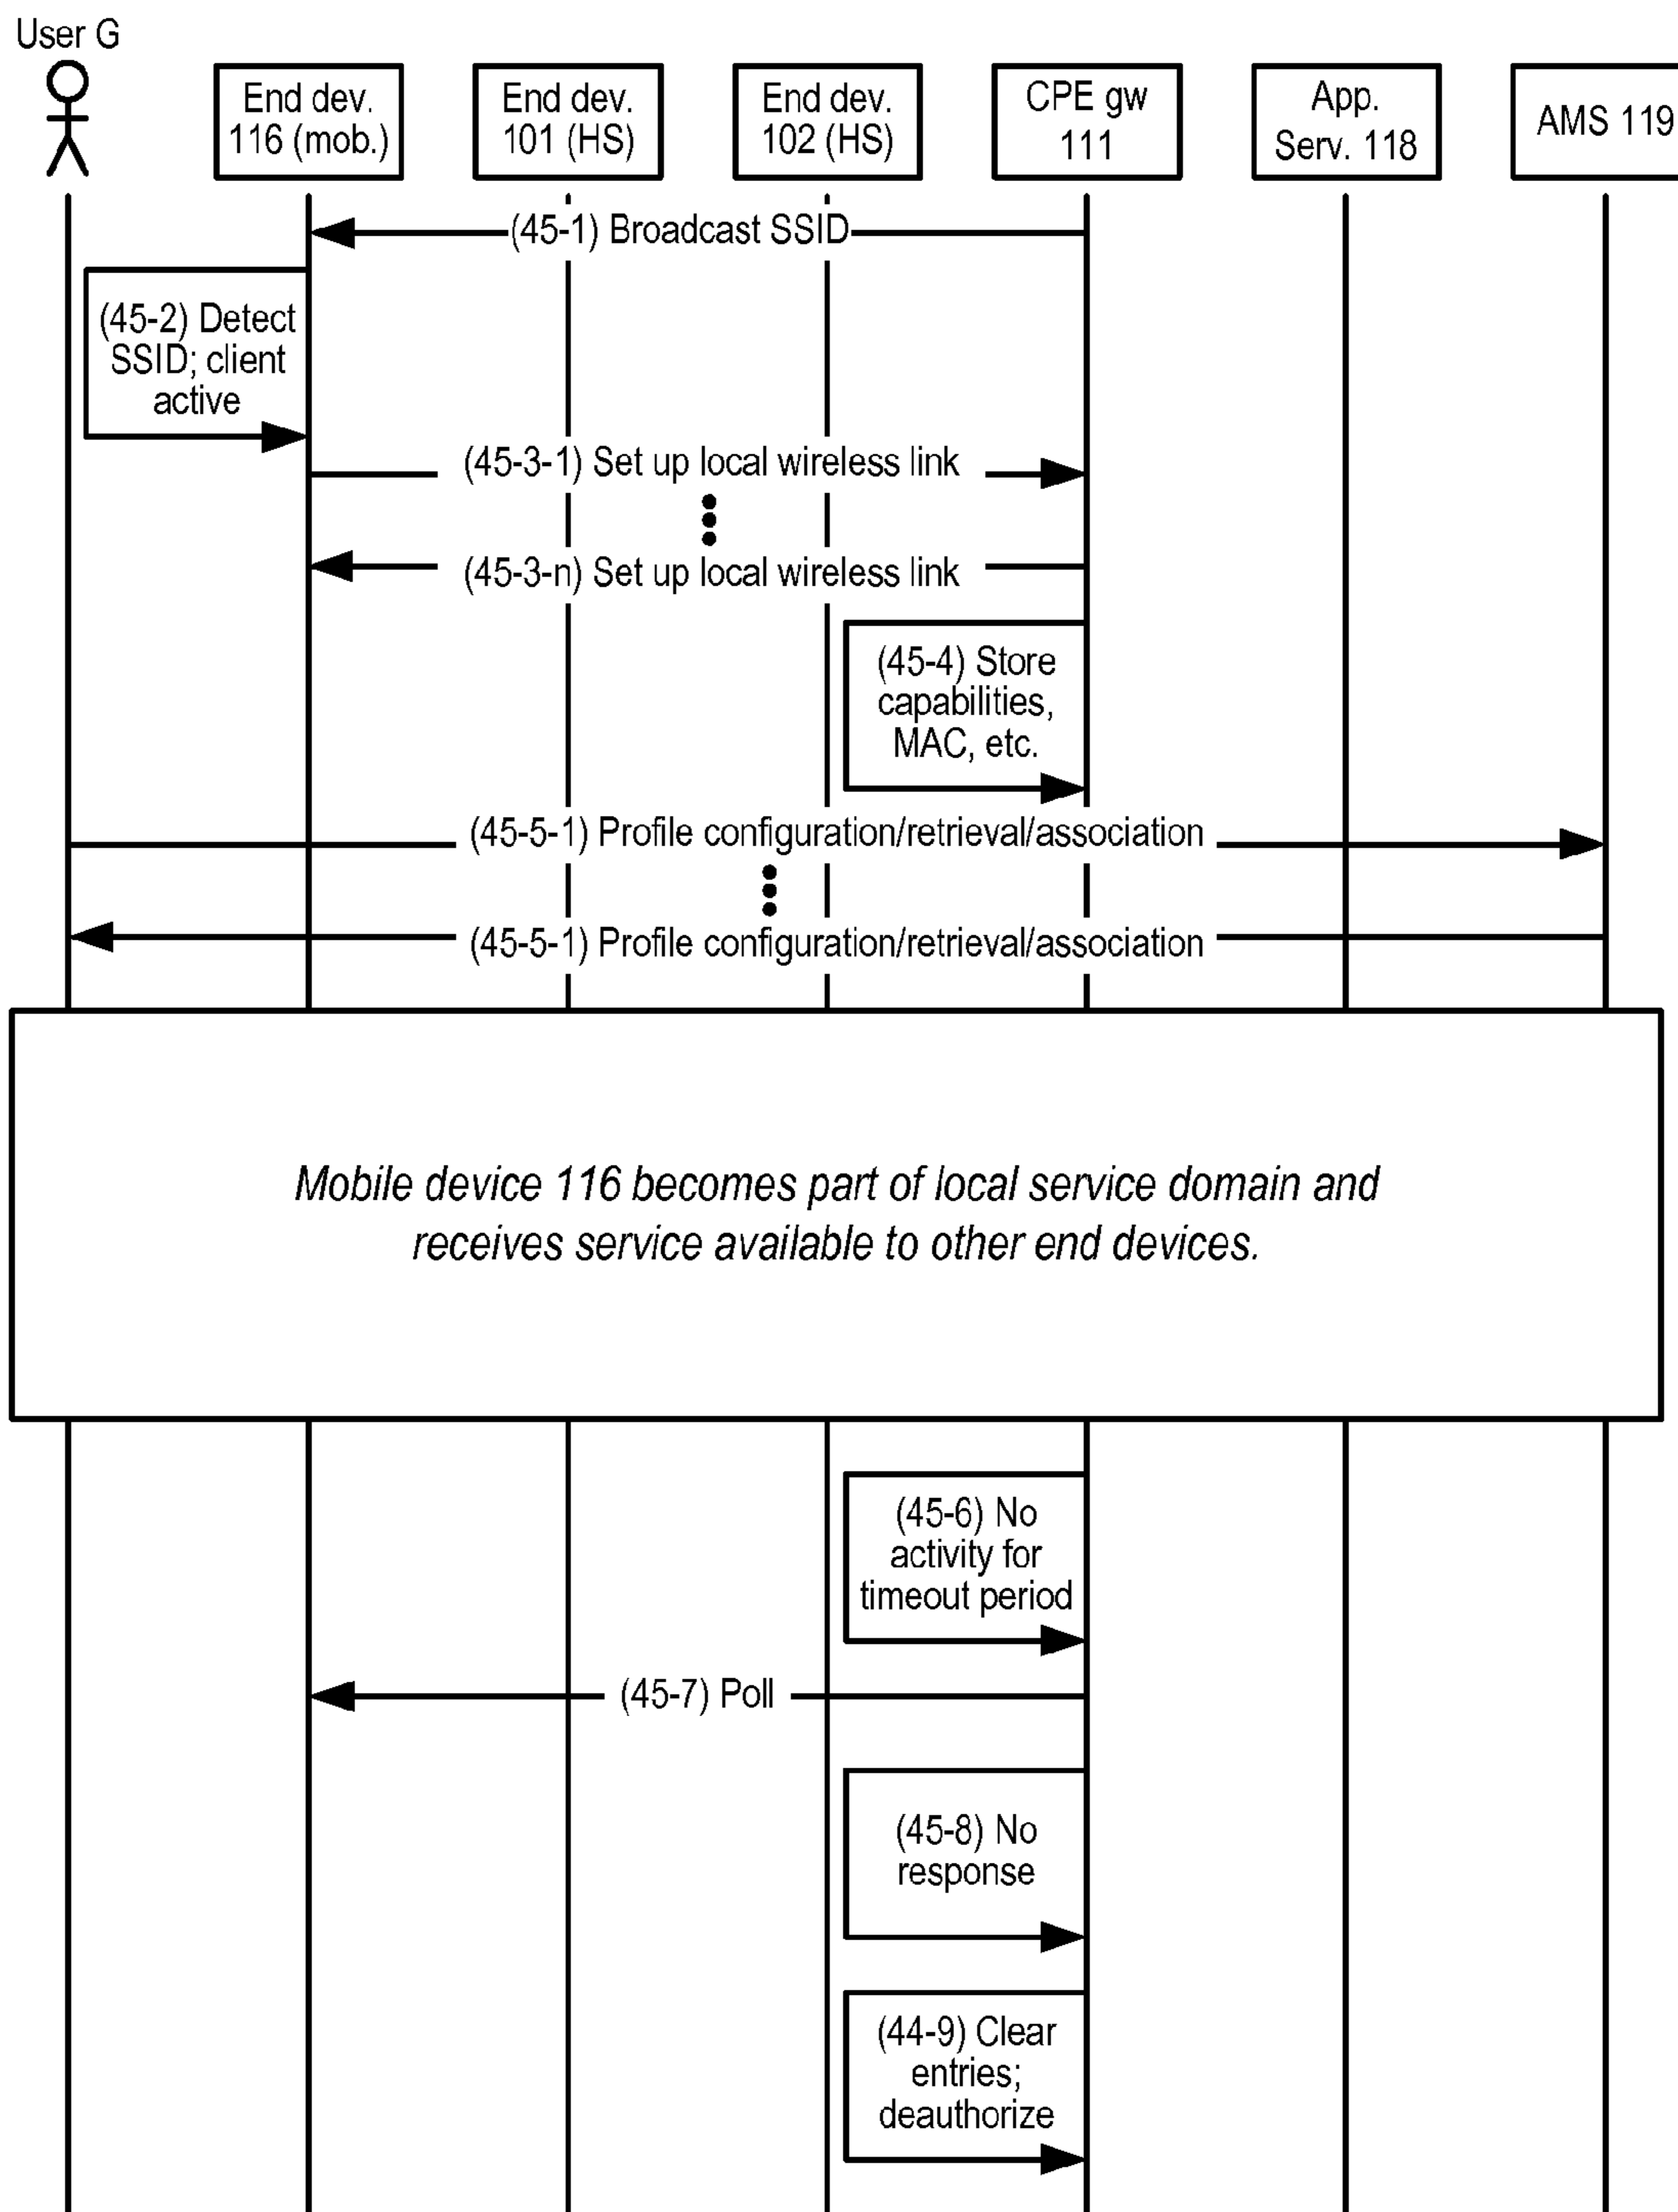 User G
End dev.
116 (mob.)
End dev.
101 (HS)
End dev.
102 (HS)
CPE gw
111
App.
Serv. 118
AMS 119
(45-1) Broadcast SSID
(45-2) Detect
SSID; client
active
(45-3-1) Set up local wireless link
(45-3-n) Set up local wireless link
(45-4) Store
capabilities,
MAC, etc.
(45-5-1) Profile configuration/retrieval/association
(45-5-1) Profile configuration/retrieval/association
Mobile device 116 becomes part of local service domain and
receives service available to other end devices.
(45-6) No
activity for
timeout period
(45-7) Poll
(45-8) No
response
(44-9) Clear
entries;
deauthorize